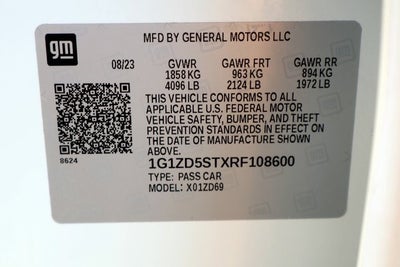 gm
MFD BY GENERAL MOTORS LLC
08/23 GVWR GAWR FRT GAWR RR
1858 KG 963 KG 894 KG
4096 LB 2124 LB 1972 LB
THIS VEHICLE CONFORMS TO ALL
APPLICABLE U.S. FEDERAL MOTOR
VEHICLE SAFETY, BUMPER, AND THEFT
PREVENTION STANDARDS IN EFFECT
ON THE DATE OF MANUFACTURE SHOWN
ABOVE.
8624
1G1ZD5STXRF108600
TYPE: PASS CAR
MODEL: X01ZD69